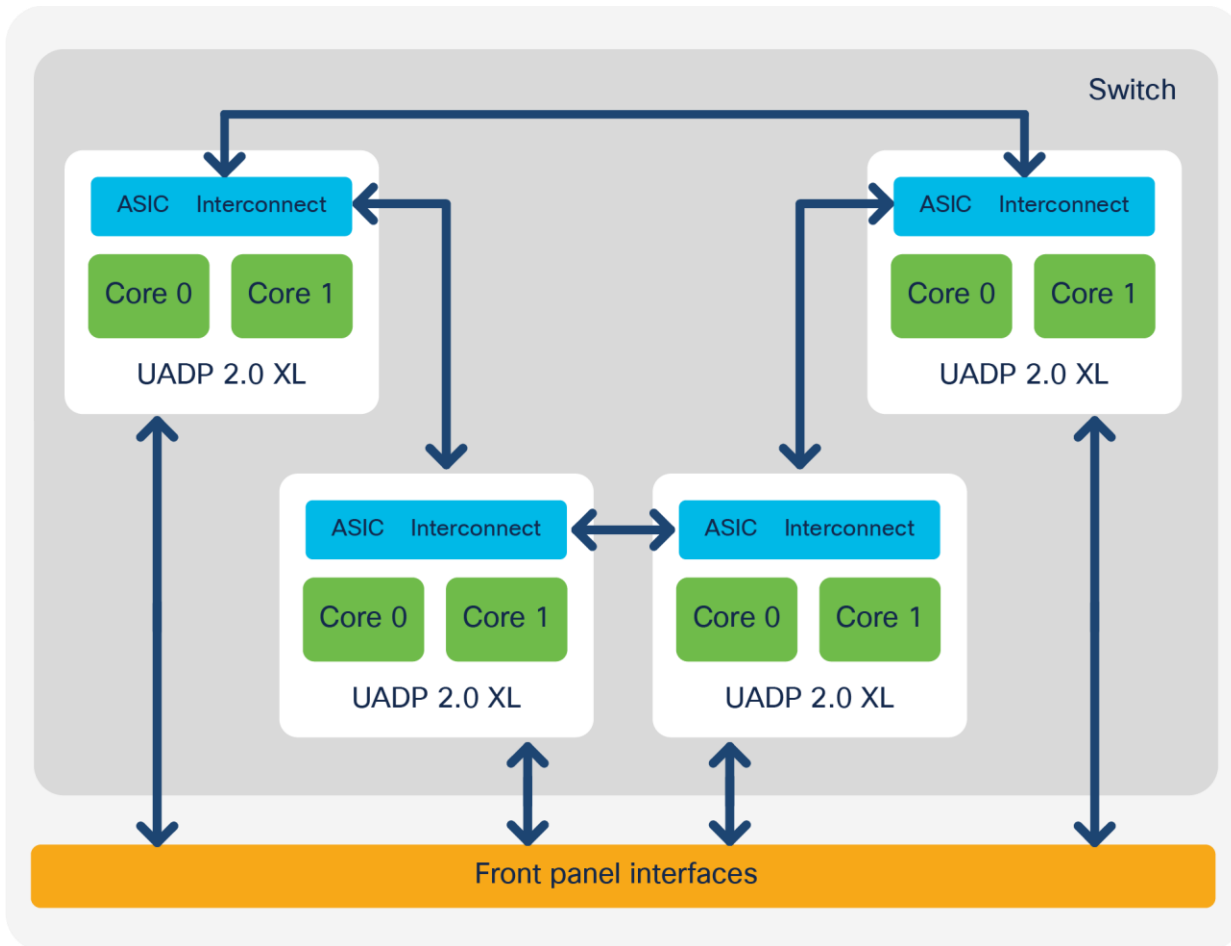 Switch
ASIC Interconnect
Core 0 Core 1
UADP 2.0 XL
ASIC Interconnect
Core 0 Core 1
UADP 2.0 XL
ASIC Interconnect
Core 0 Core 1
UADP 2.0 XL
ASIC Interconnect
Core 0 Core 1
UADP 2.0 XL
Front panel interfaces